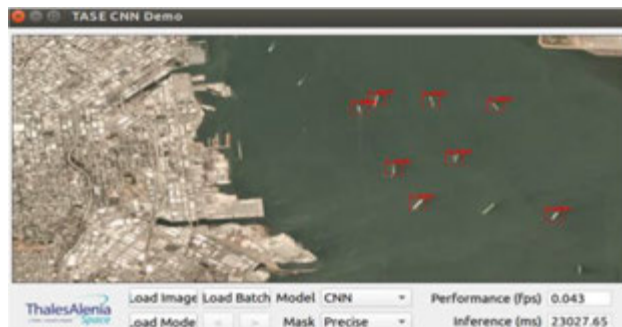 TASE CNN Demo
Load Image Load Batch Model CNN Performance (fps) 0.043
ThalesAlenia
Space
Load Mode < > Mask Precise Inference (ms) 23027.65